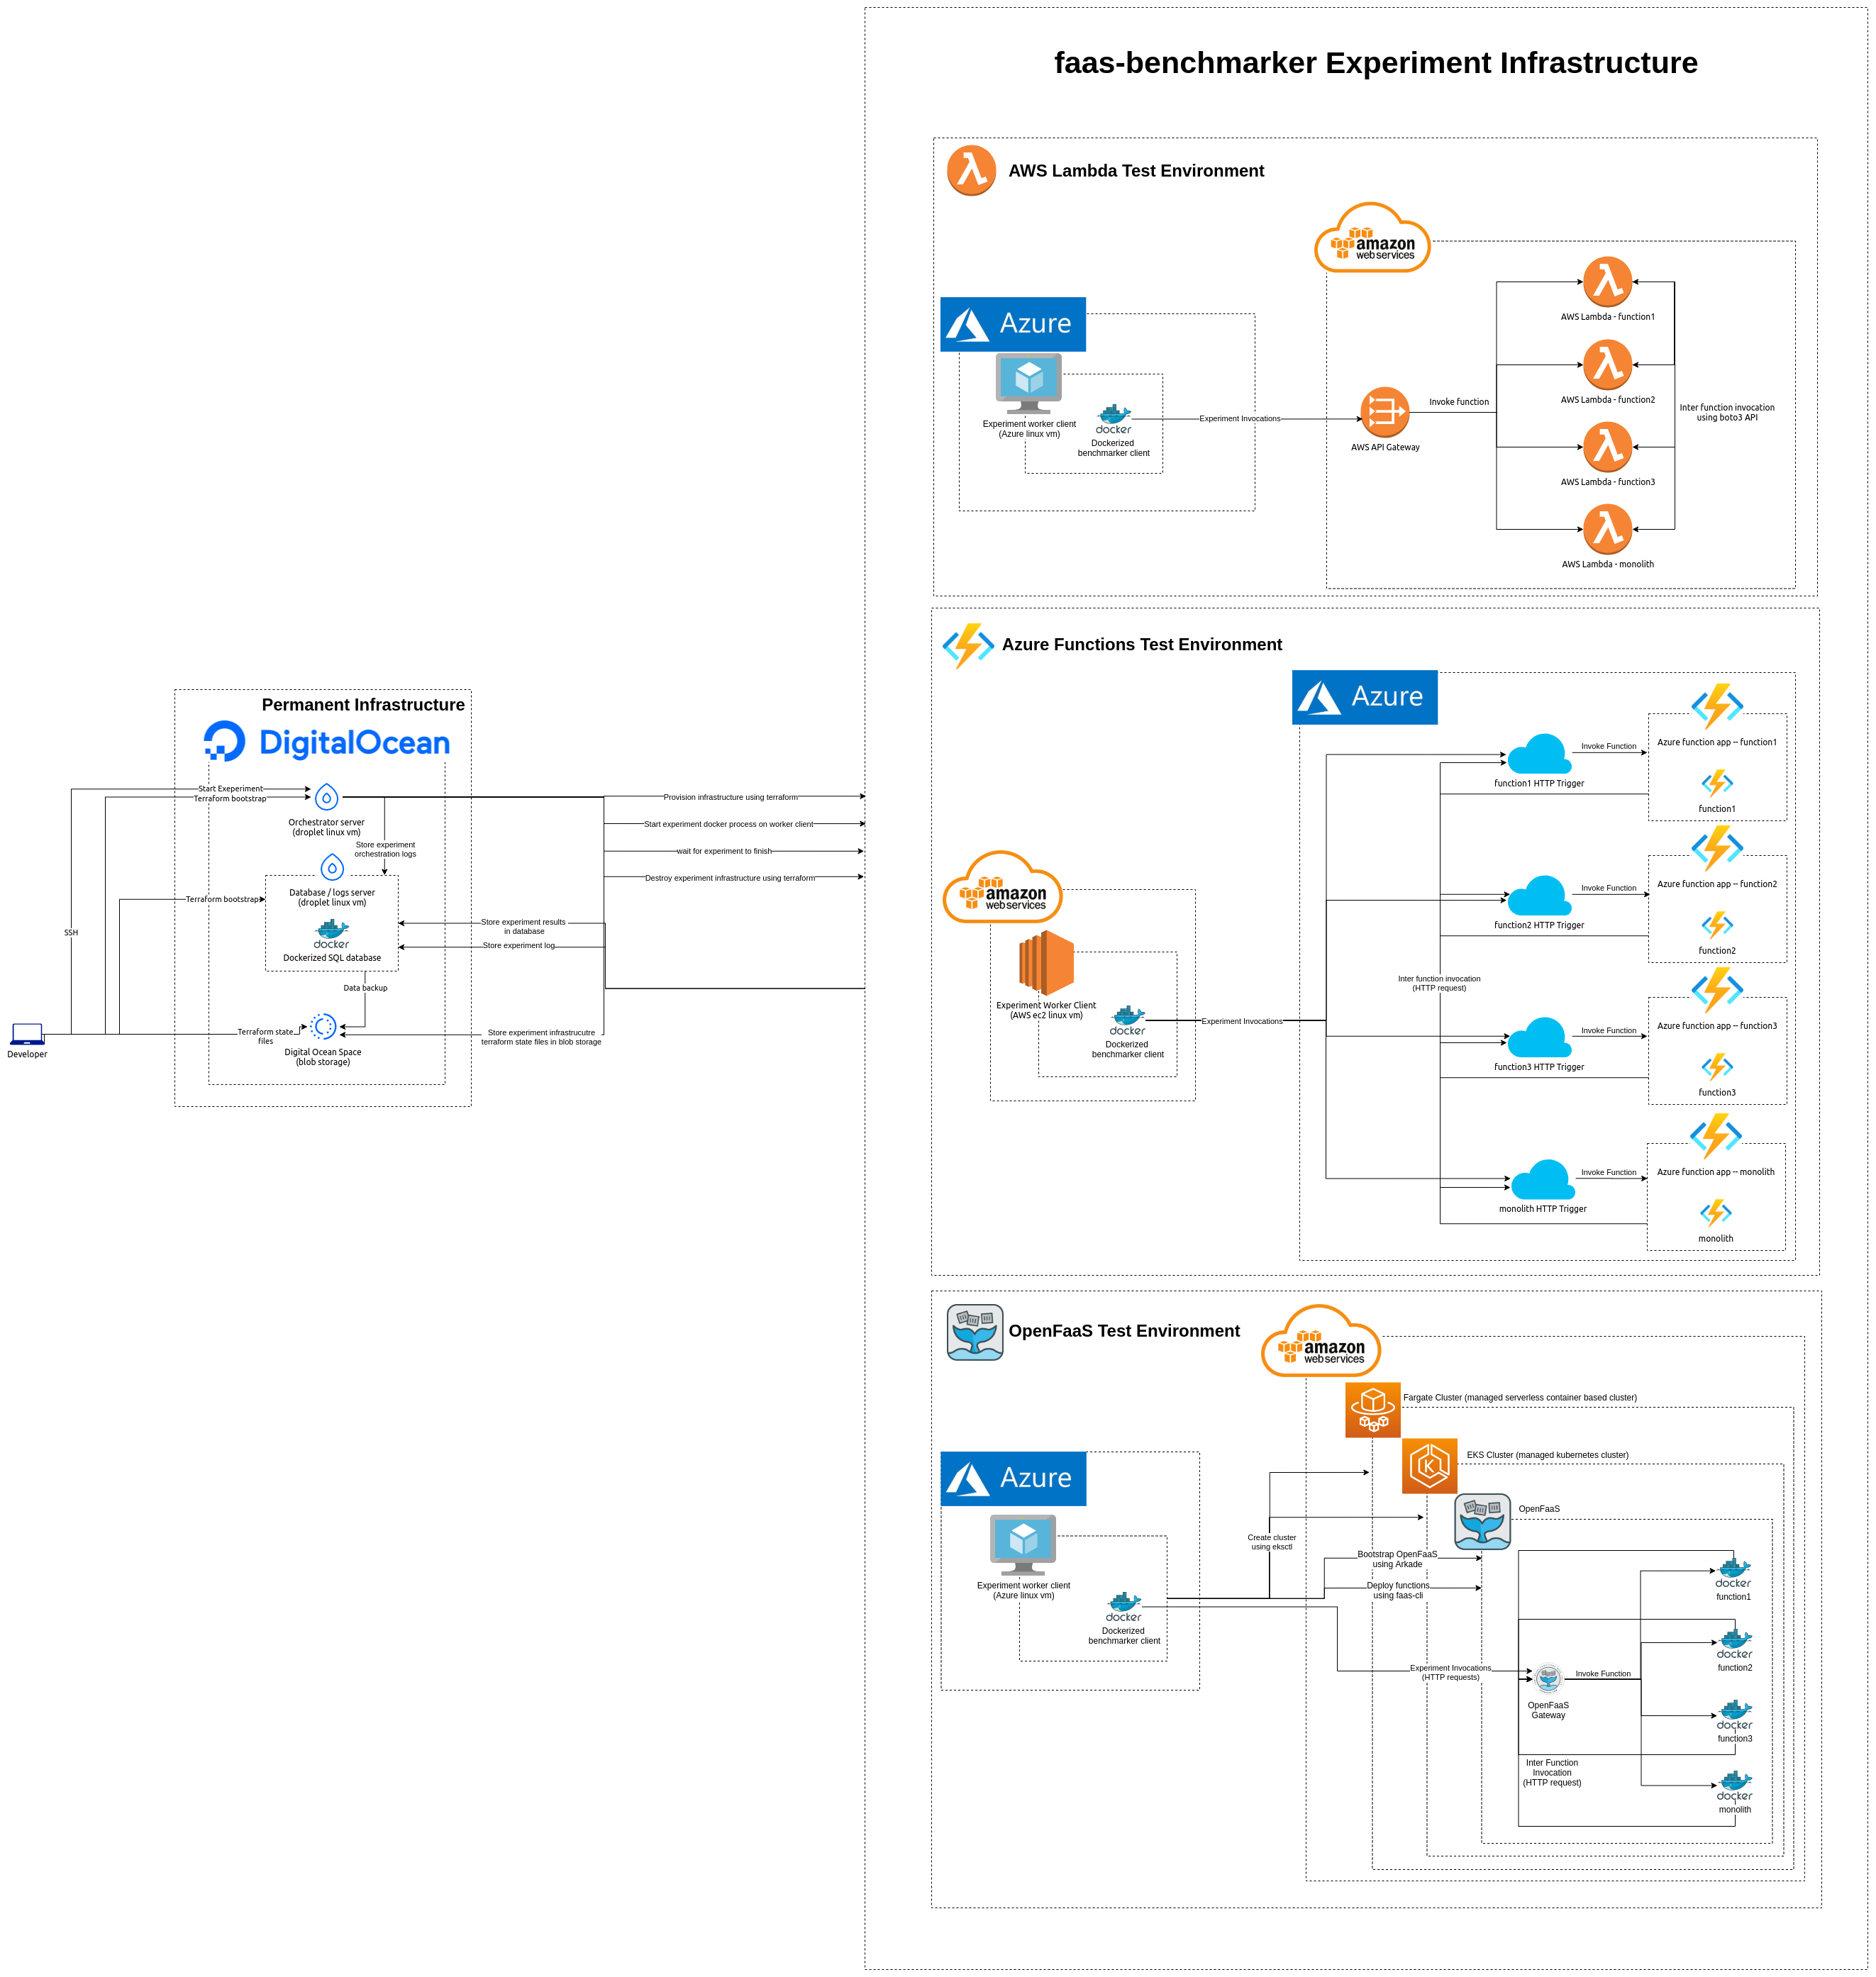 faas-benchmarker Experiment Infrastructure
AWS Lambda Test Environment
amazon
webservices
AWS Lambda - function1
AWS Lambda - function2
AWS Lambda - function3
AWS Lambda - monolith
Inter function invocation
using boto3 API
Invoke function
AWS API Gateway
Azure
Experiment worker client
(Azure linux vm)
docker
Dockerized
benchmarker client
Experiment Invocations
Azure Functions Test Environment
Azure
Azure function app -- function1
function1
Invoke Function
function1 HTTP Trigger
Azure function app -- function2
function2
Invoke Function
function2 HTTP Trigger
Inter function invocation
(HTTP request)
Azure function app -- function3
function3
Invoke Function
function3 HTTP Trigger
Azure function app -- monolith
monolith
Invoke Function
monolith HTTP Trigger
amazon
webservices
Experiment Worker Client
(AWS ec2 linux vm)
docker
Dockerized
benchmarker client
Experiment Invocations
Permanent Infrastructure
DigitalOcean
Start Exeperiment
Terraform bootstrap
Orchestrator server
(droplet linux vm)
Store experiment
orchestration logs
Database / logs server
(droplet linux vm)
docker
Dockerized SQL database
Terraform bootstrap
SSH
Data backup
Terraform state
files
Digital Ocean Space
(blob storage)
Developer
Provision infrastructure using terraform
Start experiment docker process on worker client
wait for experiment to finish
Destroy experiment infrastructure using terraform
Store experiment results
in database
Store experiment log
Store experiment infrastrucutre
terraform state files in blob storage
OpenFaaS Test Environment
amazon
webservices
Fargate Cluster (managed serverless container based cluster)
EKS Cluster (managed kubernetes cluster)
K
OpenFaaS
Azure
Experiment worker client
(Azure linux vm)
docker
Dockerized
benchmarker client
Create cluster
using eksctl
Bootstrap OpenFaaS
using Arkade
Deploy functions
using faas-cli
Experiment Invocations
(HTTP requests)
OpenFaaS
Gateway
Invoke Function
docker
function1
docker
function2
docker
function3
docker
monolith
Inter Function
Invocation
(HTTP request)